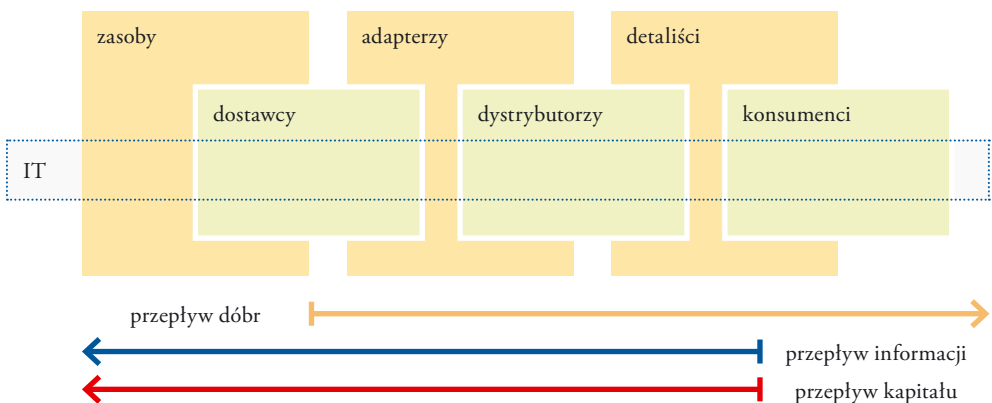 zasoby
adapterzy
detaliści
dostawcy
dystrybutorzy
konsumenci
IT
przepływ dóbr
przepływ informacji
przepływ kapitału